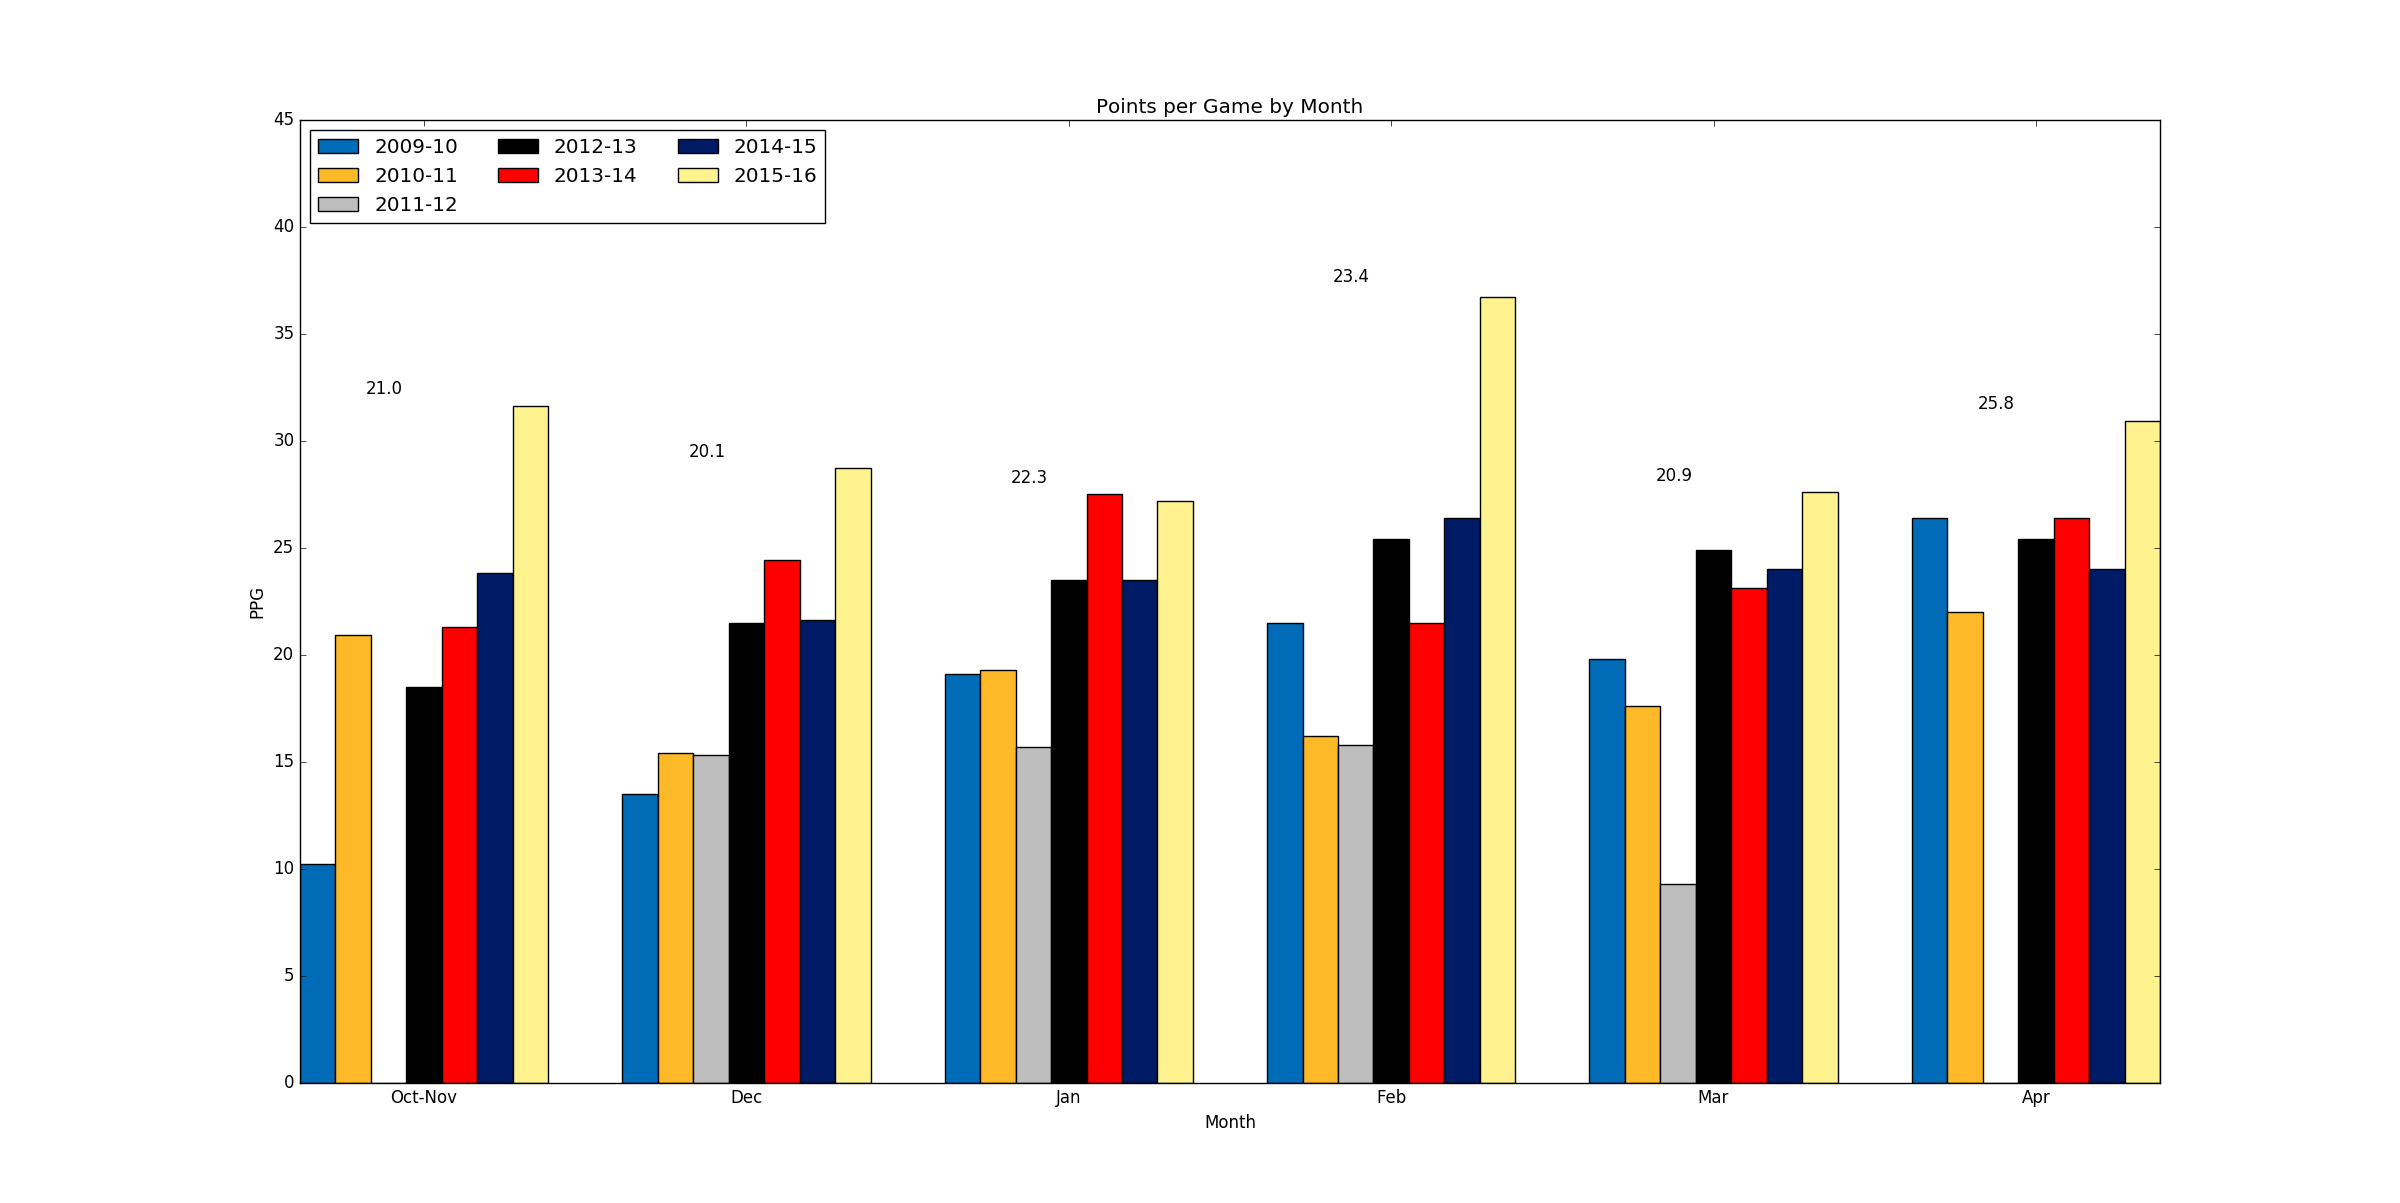 Points per Game by Month
45
2009-10 2012-13 2014-15
2010-11 2013-14 2015-16
2011-12
40
23.4
35
21.0
25.8
30
20.1
22.3
20.9
25
PPG
20
15
10
5
0
Oct-Nov Dec Jan Feb Mar Apr
Month